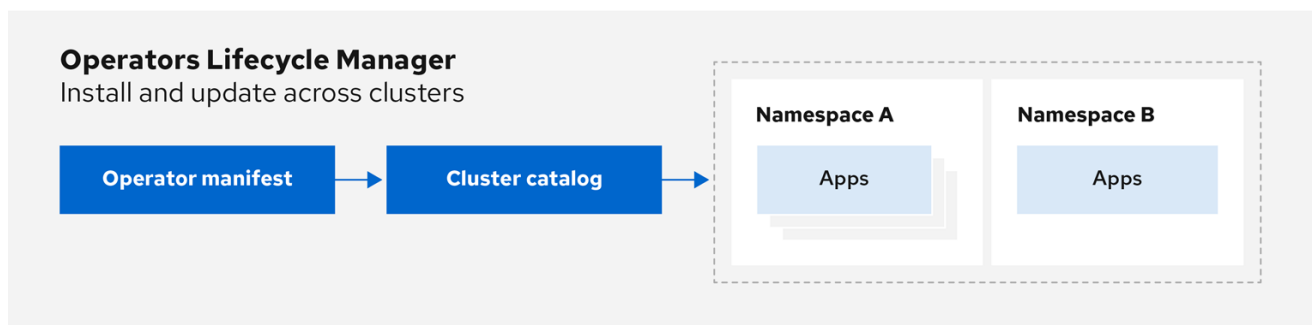 Operators Lifecycle Manager
Install and update across clusters
Operator manifest
Cluster catalog
Namespace A
Apps
Namespace B
Apps